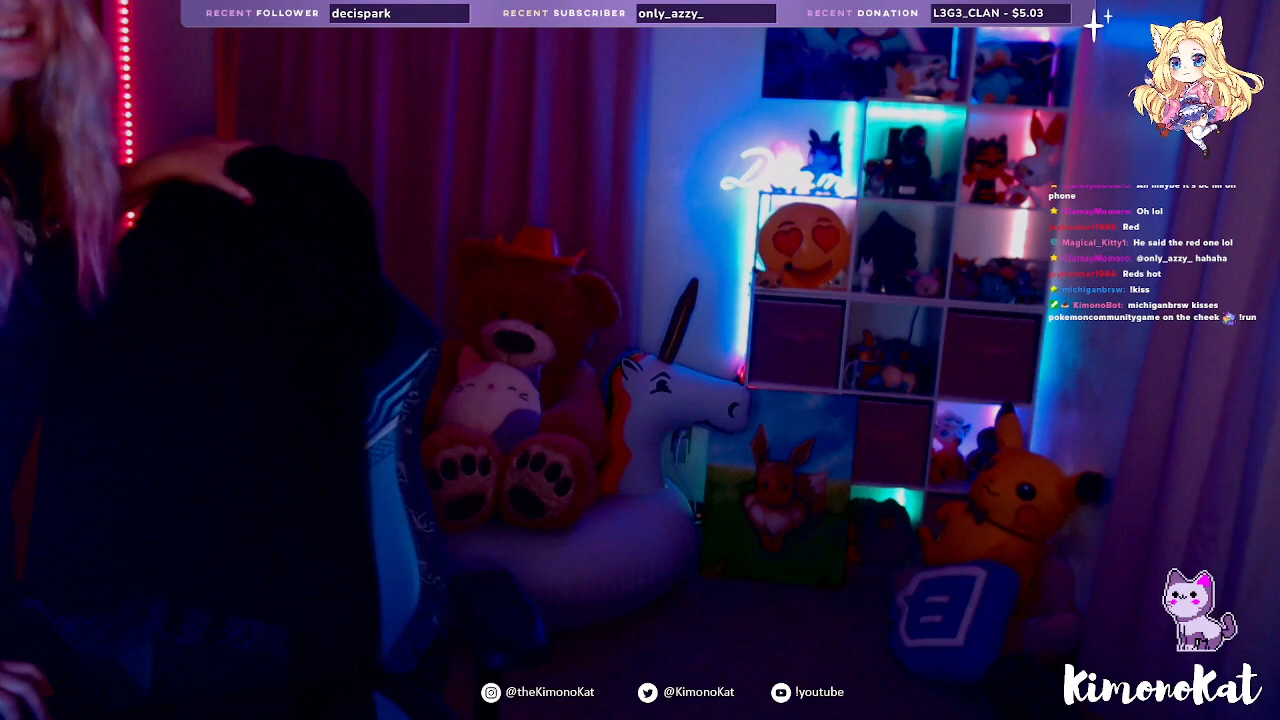 RECENT FOLLOWER decispark RECENT SUBSCRIBER only_azzy_ RECENT DONATION L3G3_CLAN - $5.03
phone
ClumsyMomoro: Oh lol
Red
Magical_Kitty1: He said the red one lol
ClumsyMomoro: @only_azzy_ hahaha
Reds hot
michiganbrsw: !kiss
KimonoBot: michiganbrsw kisses
pokemoncommunitygame on the cheek !run
@theKimonoKat @KimonoKat !youtube
KimonoKat